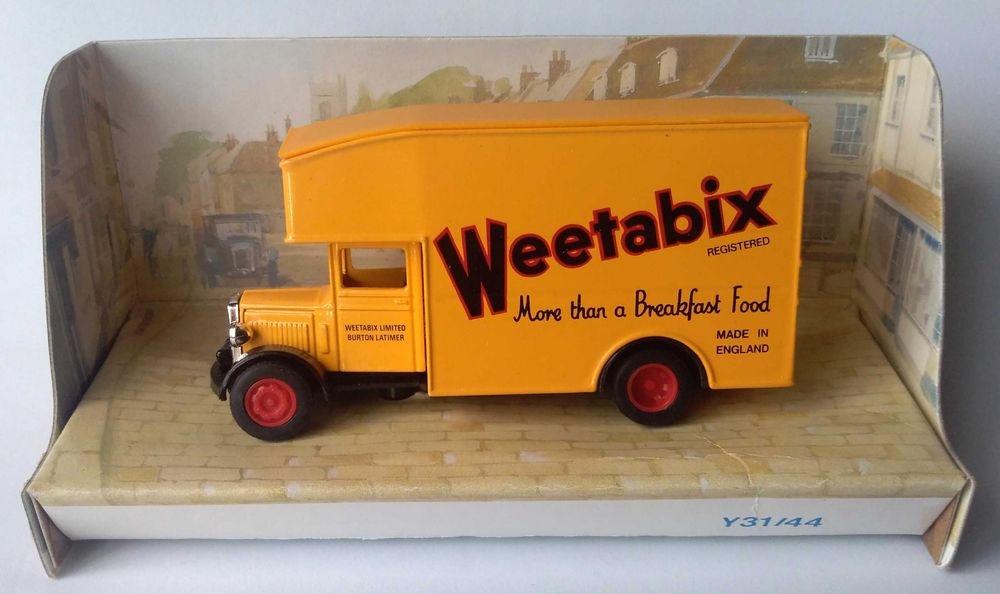 Weetabix
REGISTERED
More than a Breakfast Food
MADE IN
ENGLAND
WEETABIX LIMITED
BURTON LATIMER
Y31/44